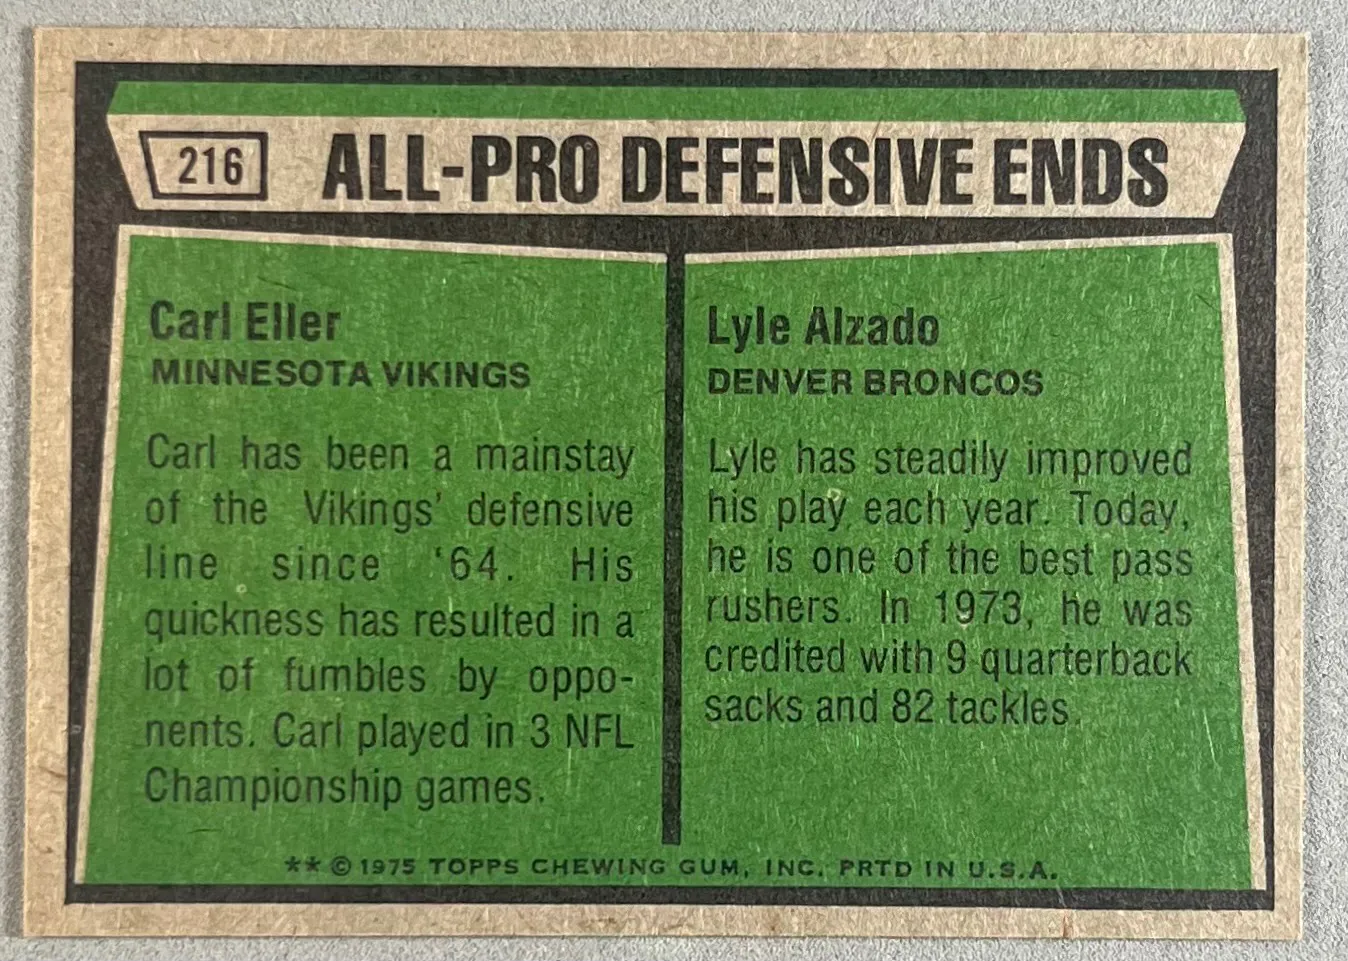 216 ALL-PRO DEFENSIVE ENDS
Carl Eller
MINNESOTA VIKINGS
Carl has been a mainstay
of the Vikings' defensive
line since '64. His
quickness has resulted in a
lot of fumbles by oppo-
nents. Carl played in 3 NFL
Championship games.
Lyle Alzado
DENVER BRONCOS
Lyle has steadily improved
his play each year. Today,
he is one of the best pass
rushers. In 1973, he was
credited with 9 quarterback
sacks and 82 tackles.
** © 1975 TOPPS CHEWING GUM, INC. PRTD IN U.S.A.